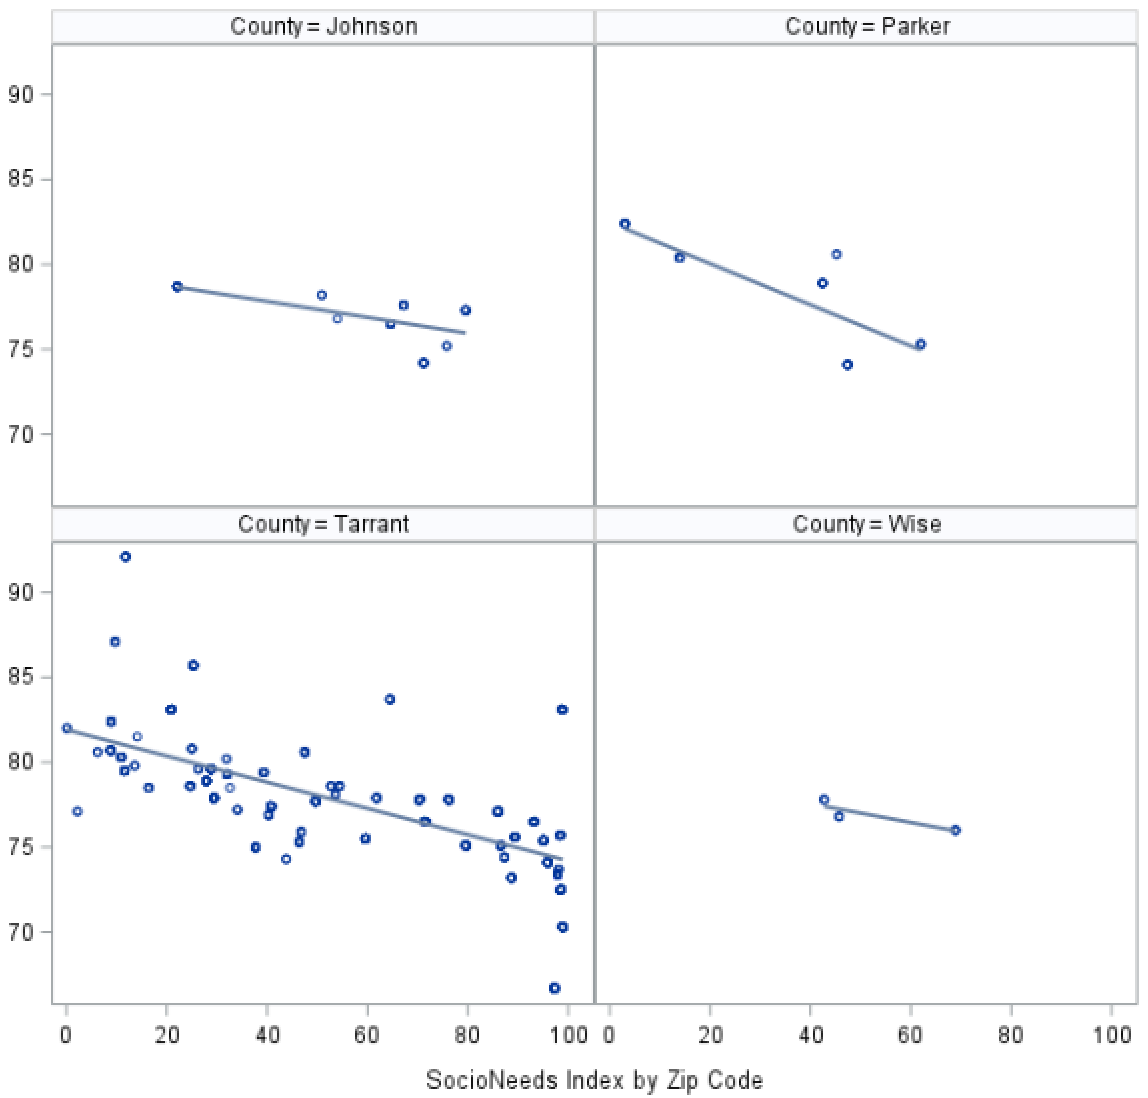 County = Johnson
County = Parker
90
85
80
75
70
County = Tarrant
County = Wise
90
85
80
75
70
0 20 40 60 80 100 0 20 40 60 80 100
SocioNeeds Index by Zip Code